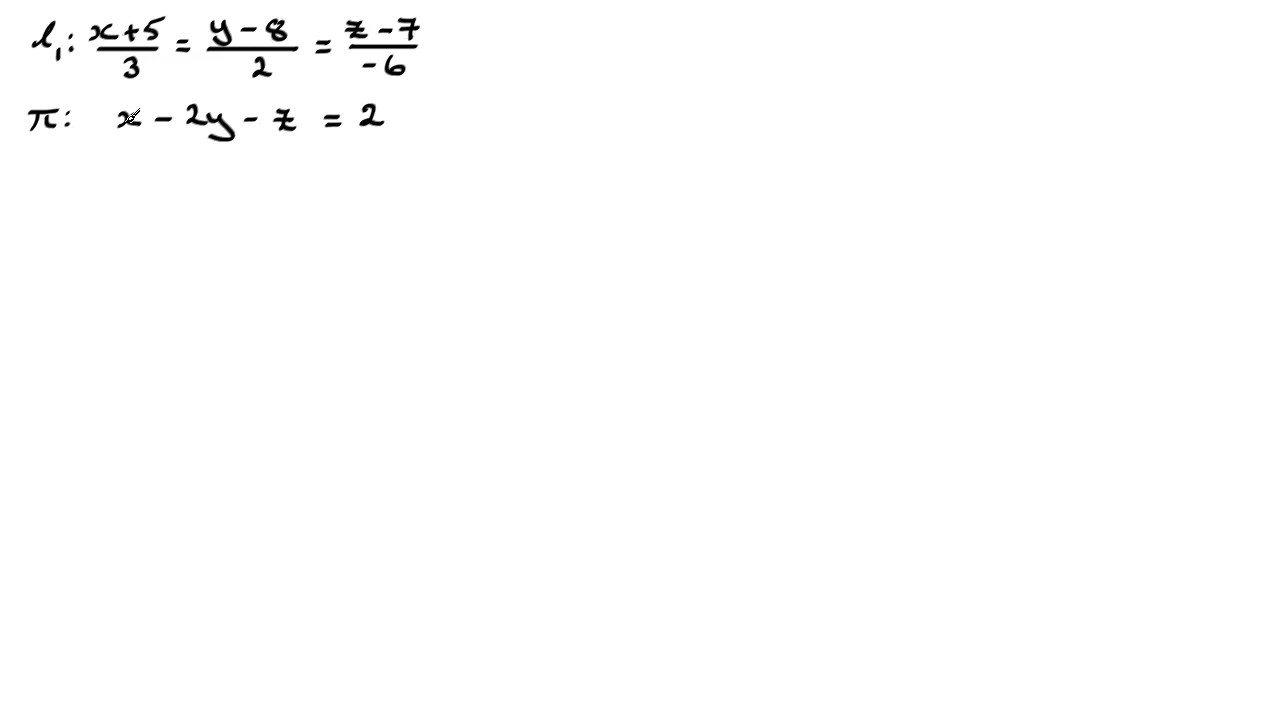 l₁: (x+5)/3 = (y-8)/2 = (z-7)/-6
π: x - 2y - z = 2